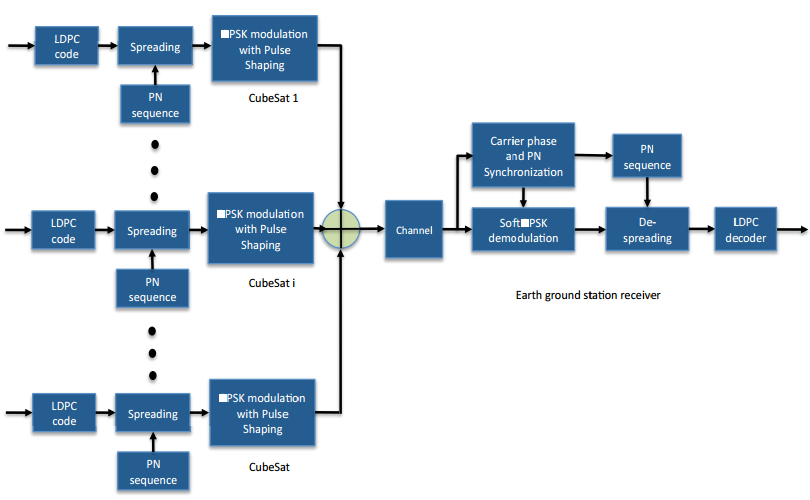 LDPC
code
Spreading
PSK modulation
with Pulse
Shaping
PN
sequence
CubeSat 1
Carrier phase
and PN
Synchronization
PN
sequence
LDPC
code
Spreading
PSK modulation
with Pulse
Shaping
Channel
Soft PSK
demodulation
De-
spreading
LDPC
decoder
PN
sequence
CubeSat i
Earth ground station receiver
LDPC
code
Spreading
PSK modulation
with Pulse
Shaping
PN
sequence
CubeSat